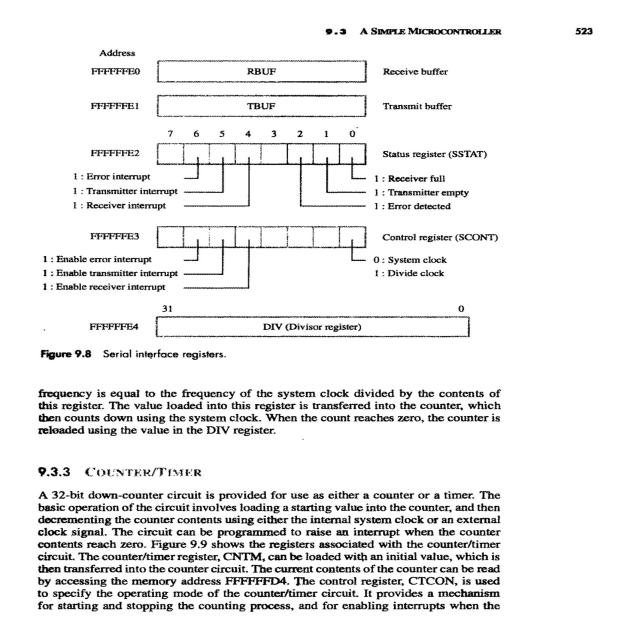 9.3 A SIMPLE MICROCONTROLLER 523
Address
FFFFFFE0 RBUF Receive buffer
FFFFFFE1 TBUF Transmit buffer
7 6 5 4 3 2 1 0
FFFFFFE2 Status register (SSTAT)
1 : Error interrupt 1 : Receiver full
1 : Transmitter interrupt 1 : Transmitter empty
1 : Receiver interrupt 1 : Error detected
FFFFFFE3 Control register (SCONT)
1 : Enable error interrupt 0 : System clock
1 : Enable transmitter interrupt 1 : Divide clock
1 : Enable receiver interrupt
31 0
FFFFFFE4 DIV (Divisor register)
Figure 9.8 Serial interface registers.
frequency is equal to the frequency of the system clock divided by the contents of
this register. The value loaded into this register is transferred into the counter, which
then counts down using the system clock. When the count reaches zero, the counter is
reloaded using the value in the DIV register.
9.3.3 COUNTER/TIMER
A 32-bit down-counter circuit is provided for use as either a counter or a timer. The
basic operation of the circuit involves loading a starting value into the counter, and then
decrementing the counter contents using either the internal system clock or an external
clock signal. The circuit can be programmed to raise an interrupt when the counter
contents reach zero. Figure 9.9 shows the registers associated with the counter/timer
circuit. The counter/timer register, CNTM, can be loaded with an initial value, which is
then transferred into the counter circuit. The current contents of the counter can be read
by accessing the memory address FFFFFFD4. The control register, CTCON, is used
to specify the operating mode of the counter/timer circuit. It provides a mechanism
for starting and stopping the counting process, and for enabling interrupts when the